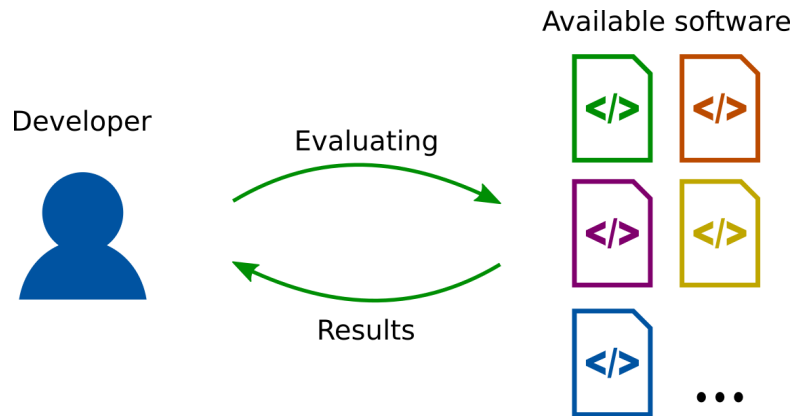 Available software
Developer
Evaluating
Results
</>
</>
</>
</>
</>
...